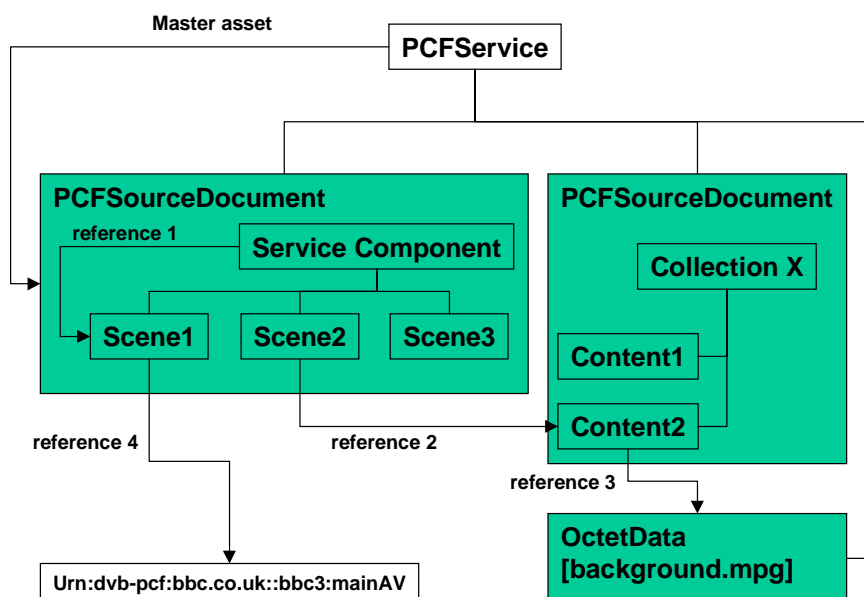 Master asset
PCFService
PCFSourceDocument
reference 1
Service Component
Scene1
Scene2
Scene3
PCFSourceDocument
Collection X
Content1
Content2
reference 4
reference 2
reference 3
OctetData
[background.mpg]
Urn:dvb-pcf:bbc.co.uk::bbc3:mainAV